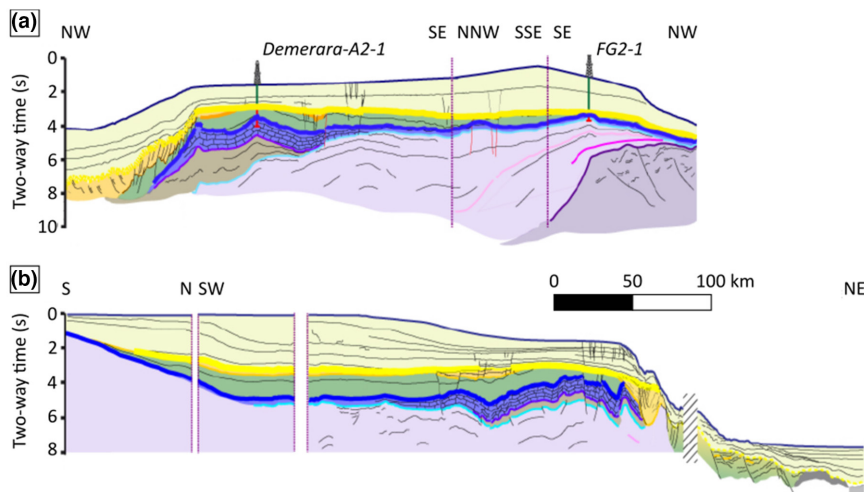 (a)
NW
Demerara-A2-1
SE NNW SSE SE
FG2-1
NW
Two-way time (s)
0
2
4
6
8
10
(b)
S
N SW
0 50 100 km
NE
Two-way time (s)
0
2
4
6
8